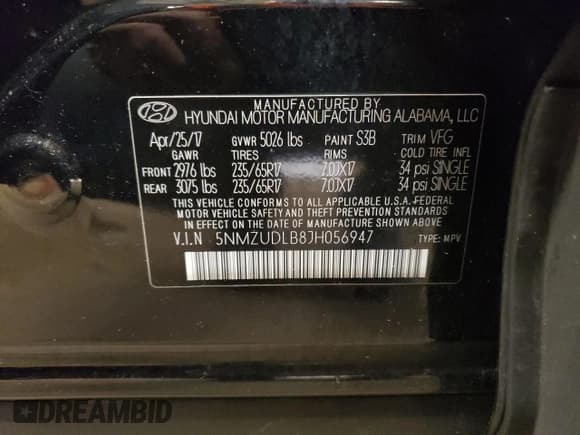 MANUFACTURED BY
HYUNDAI MOTOR MANUFACTURING ALABAMA, LLC
Apr/25/17 GVWR 5026 lbs PAINT S3B TRIM VFG
GAWR TIRES RIMS COLD TIRE INFL
FRONT 2976 lbs 235/65R17 7.0JX17 34 psi SINGLE
REAR 3075 lbs 235/65R17 7.0JX17 34 psi SINGLE
THIS VEHICLE CONFORMS TO ALL APPLICABLE U.S.A. FEDERAL
MOTOR VEHICLE SAFETY AND THEFT PREVENTION STANDARDS
IN EFFECT ON THE DATE OF MANUFACTURE SHOWN ABOVE.
V.I.N 5NMZUDLB8JH056947 TYPE: MPV
DREAMBID